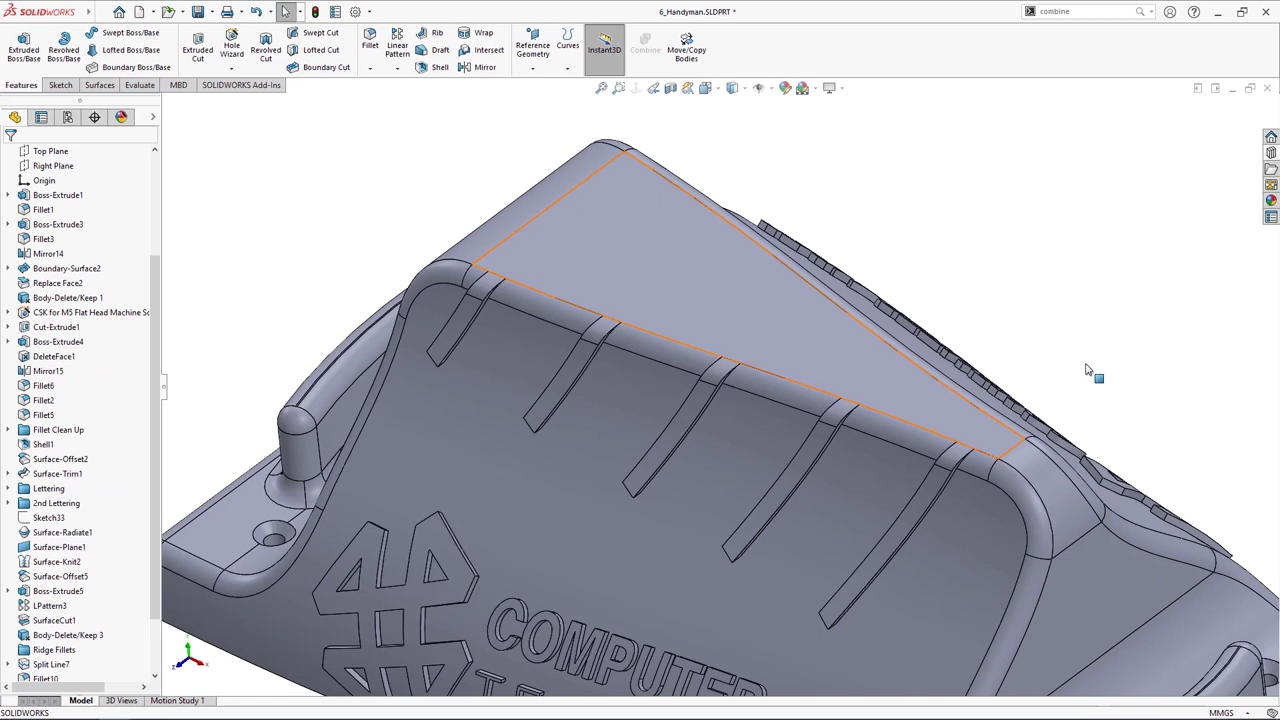 SOLIDWORKS
6_Handyman.SLDPRT *
combine
Extruded Boss/Base
Revolved Boss/Base
Swept Boss/Base
Lofted Boss/Base
Boundary Boss/Base
Extruded Cut
Hole Wizard
Revolved Cut
Swept Cut
Lofted Cut
Boundary Cut
Fillet
Linear Pattern
Rib
Draft
Shell
Wrap
Intersect
Mirror
Reference Geometry
Curves
Instant3D
Combine
Move/Copy Bodies
Features
Sketch
Surfaces
Evaluate
MBD
SOLIDWORKS Add-Ins
Top Plane
Right Plane
Origin
Boss-Extrude1
Fillet1
Boss-Extrude3
Fillet3
Mirror14
Boundary-Surface2
Replace Face2
Body-Delete/Keep 1
CSK for M5 Flat Head Machine Sc
Cut-Extrude1
Boss-Extrude4
DeleteFace1
Mirror15
Fillet6
Fillet2
Fillet5
Fillet Clean Up
Shell1
Surface-Offset2
Surface-Trim1
Lettering
2nd Lettering
Sketch33
Surface-Radiate1
Surface-Plane1
Surface-Knit2
Surface-Offset5
Boss-Extrude5
LPattern3
SurfaceCut1
Body-Delete/Keep 3
Ridge Fillets
Split Line7
Fillet10
COMPUTER
Model
3D Views
Motion Study 1
SOLIDWORKS
MMGS